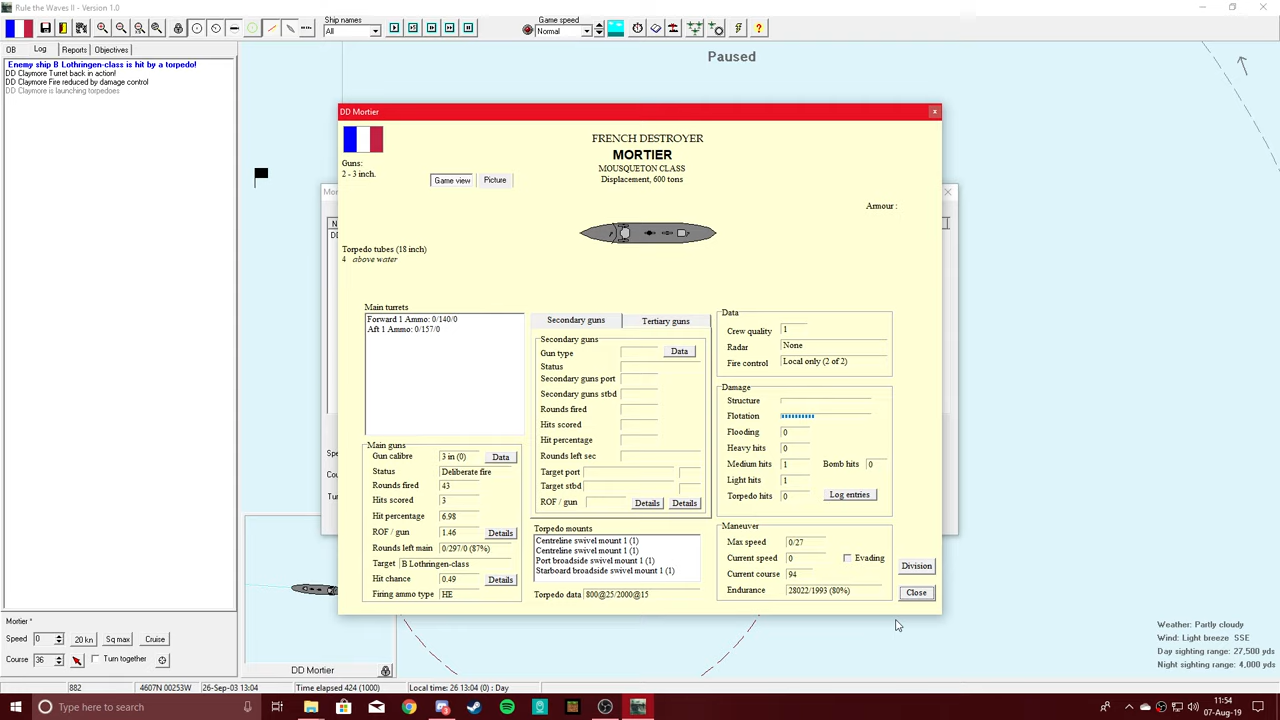 Rule the Waves II - Version 1.0
Ship names
All
Game speed
Normal
OB
Log
Reports
Objectives
Enemy ship B Lothringen-class is hit by a torpedo!
DD Claymore Turret back in action!
DD Claymore Fire reduced by damage control
DD Claymore is launching torpedoes
Paused
DD Mortier
Guns:
2 - 3 inch.
Game view
Picture
FRENCH DESTROYER
MORTIER
MOUSQUETON CLASS
Displacement, 600 tons
Armour :
Torpedo tubes (18 inch)
4 above water
Main turrets
Forward 1 Ammo: 0/140/0
Aft 1 Ammo: 0/157/0
Main guns
Gun calibre 3 in (0) Data
Status Deliberate fire
Rounds fired 43
Hits scored 3
Hit percentage 6.98
ROF / gun 1.46 Details
Rounds left main 0/297/0 (87%)
Target B Lothringen-class
Hit chance 0.49 Details
Firing ammo type HE
Secondary guns
Tertiary guns
Secondary guns
Gun type Data
Status
Secondary guns port
Secondary guns stbd
Rounds fired
Hits scored
Hit percentage
Rounds left sec
Target port
Target stbd
ROF / gun Details Details
Torpedo mounts
Centreline swivel mount 1 (1)
Centreline swivel mount 1 (1)
Port broadside swivel mount 1 (1)
Starboard broadside swivel mount 1 (1)
Torpedo data 800@25/2000@15
Data
Crew quality 1
Radar None
Fire control Local only (2 of 2)
Damage
Structure
Flotation
Flooding 0
Heavy hits 0
Medium hits 1 Bomb hits 0
Light hits 1
Torpedo hits 0 Log entries
Maneuver
Max speed 0/27
Current speed 0 Evading
Current course 94
Endurance 28022/1993 (80%)
Division
Close
Mortier *
Speed 0 20 kn Sq max Cruise
Course 36 Turn together
DD Mortier
Weather: Partly cloudy
Wind: Light breeze SSE
Day sighting range: 27,500 yds
Night sighting range: 4,000 yds
882
4607N 00253W
26-Sep-03 13:04
Time elapsed 424 (1000)
Local time: 26 13:04 (0) : Day
Type here to search
11:54
07-Aug-19